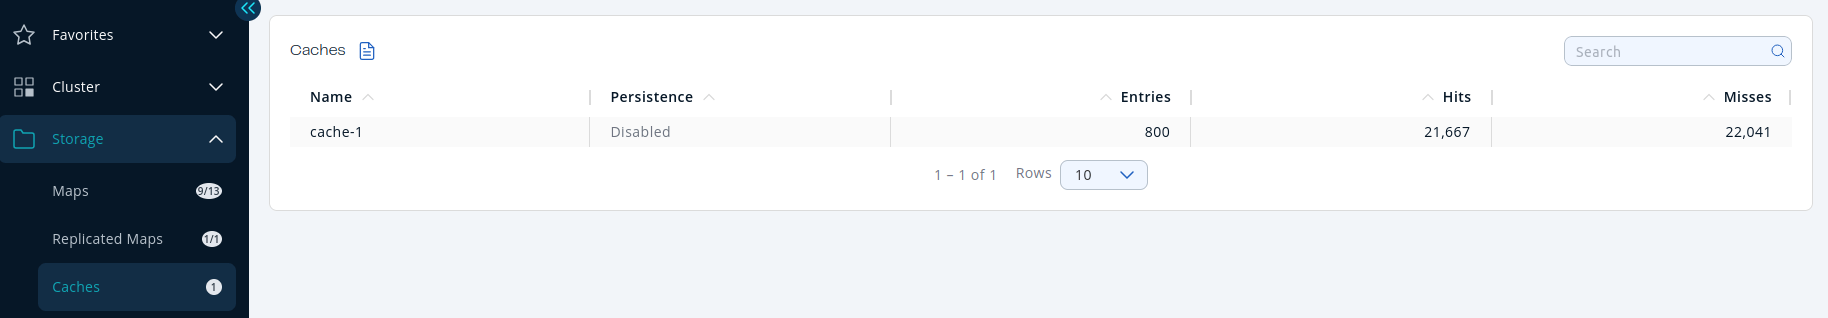 Favorites
Cluster
Storage
Maps 9/13
Replicated Maps 1/1
Caches 1
Caches
Search
Name Persistence Entries Hits Misses
cache-1 Disabled 800 21,667 22,041
1 – 1 of 1 Rows 10